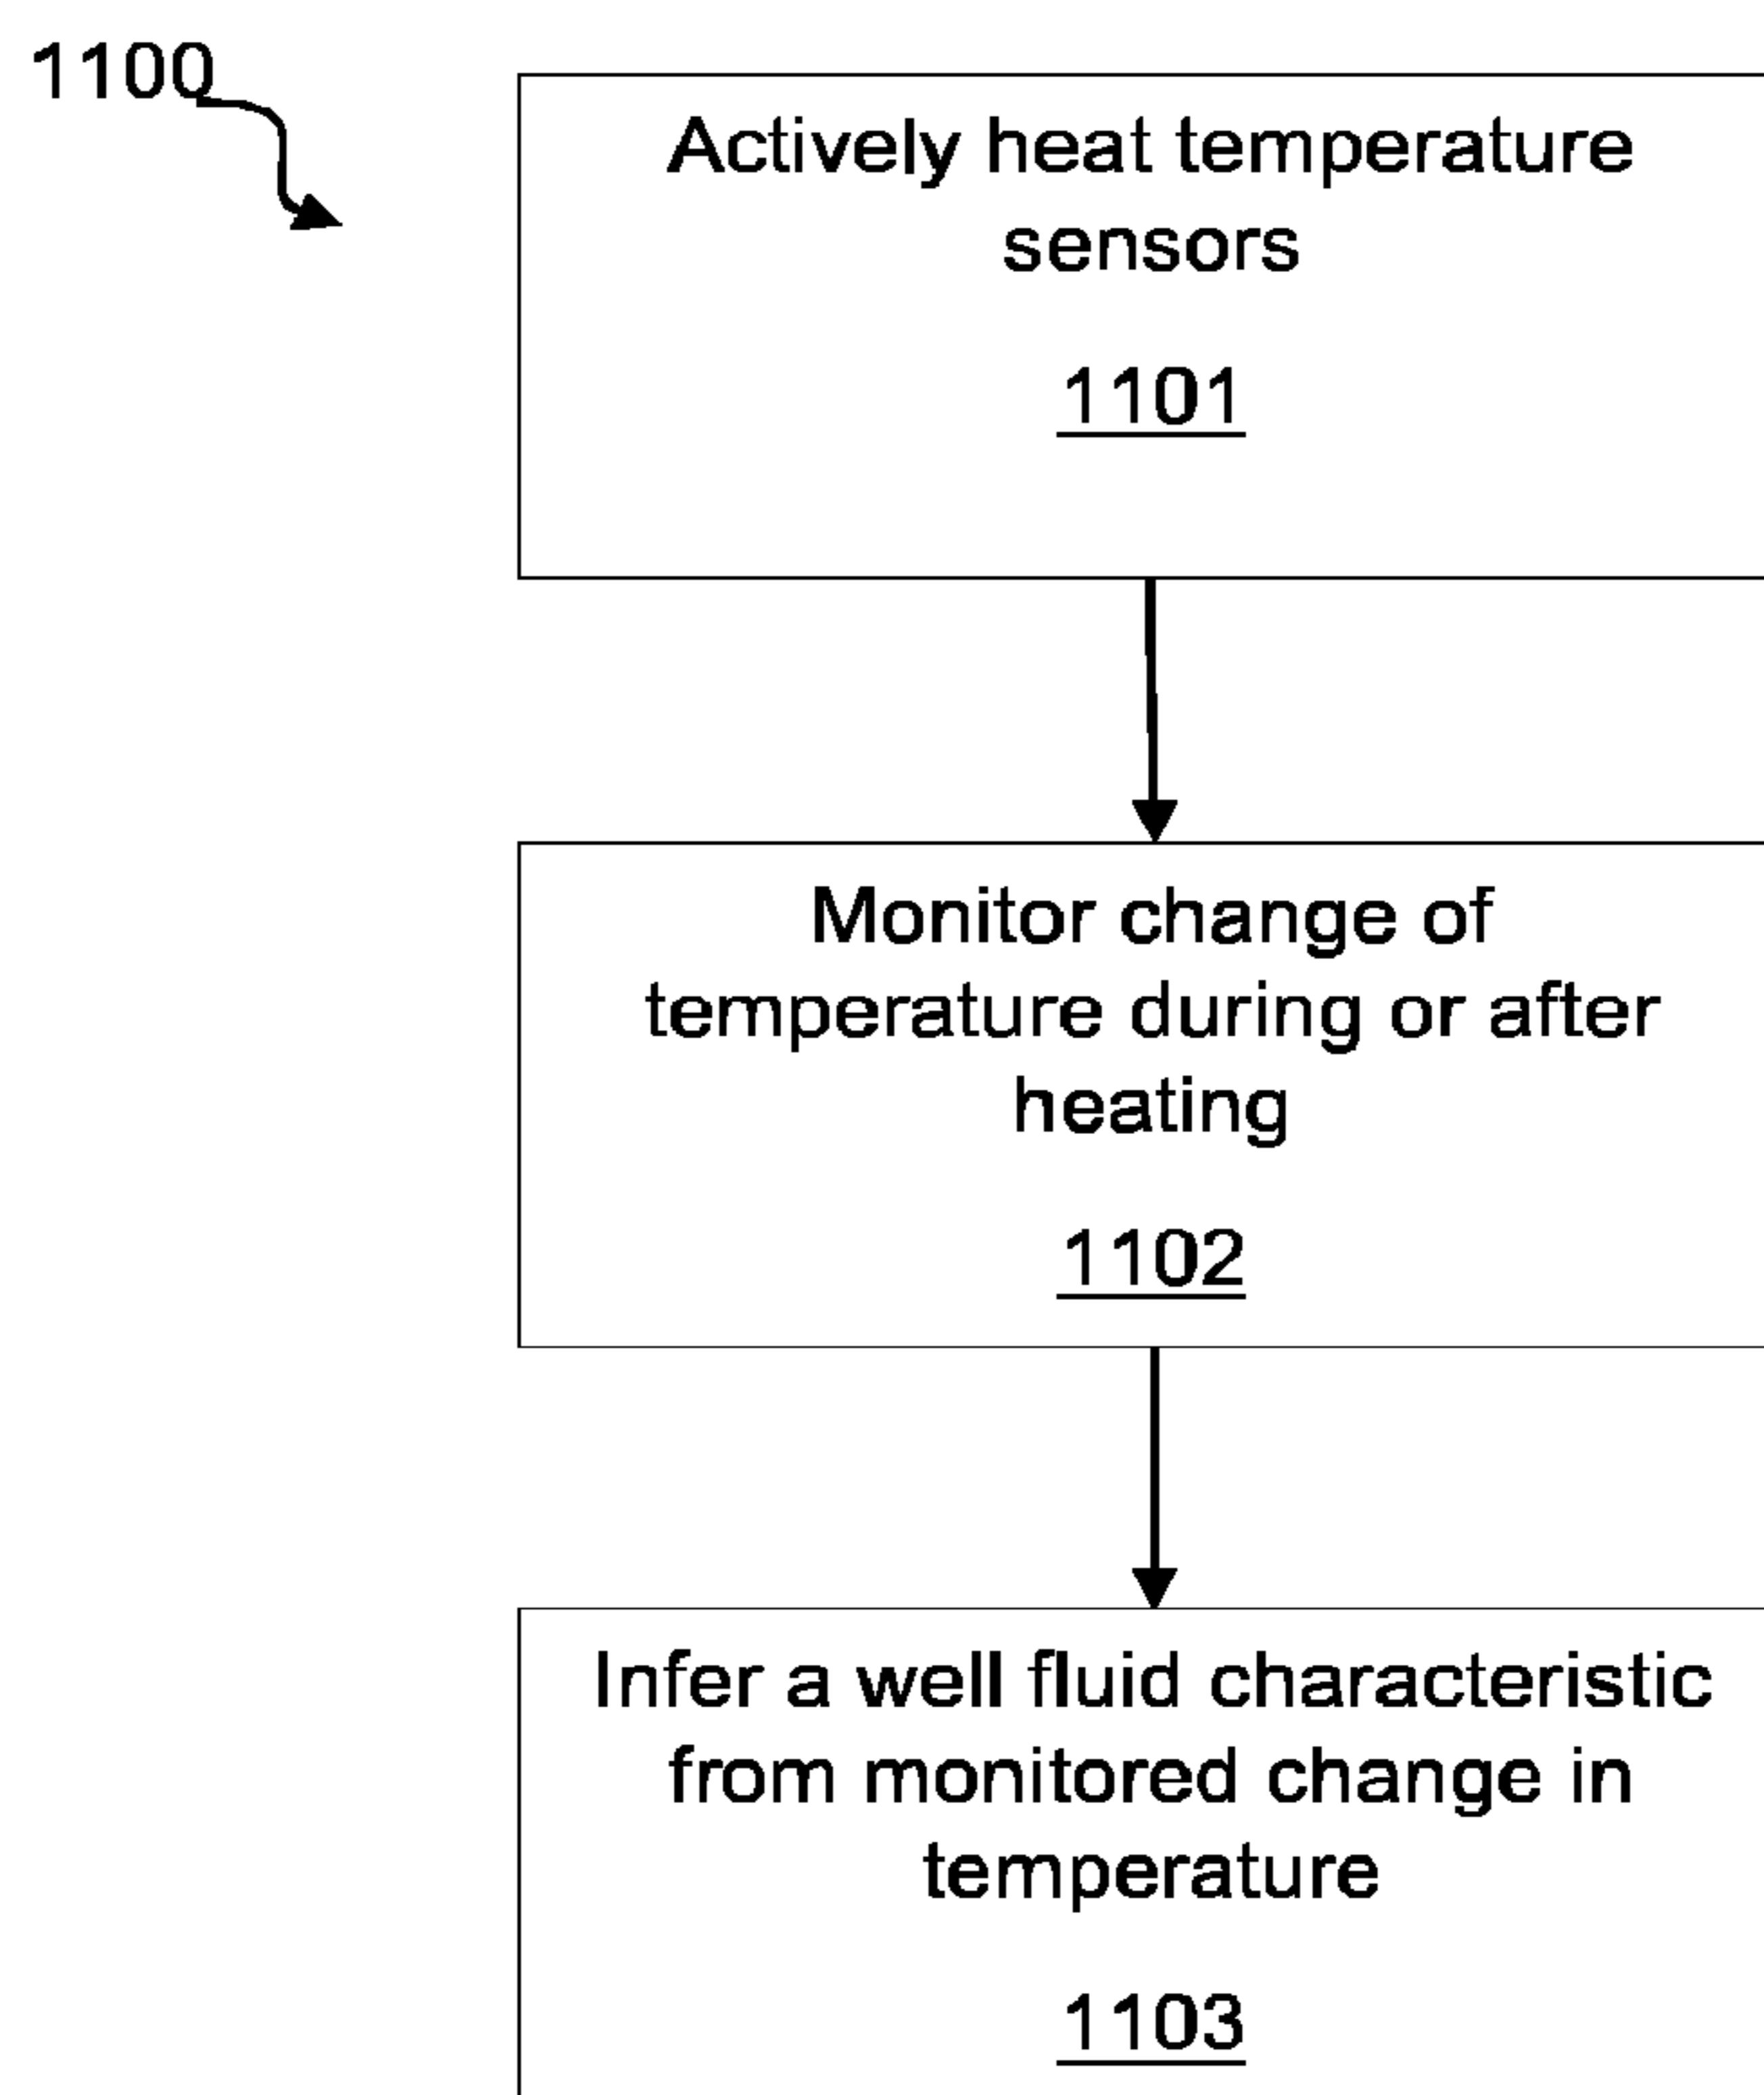 1100
Actively heat temperature
sensors
1101
Monitor change of
temperature during or after
heating
1102
Infer a well fluid characteristic
from monitored change in
temperature
1103